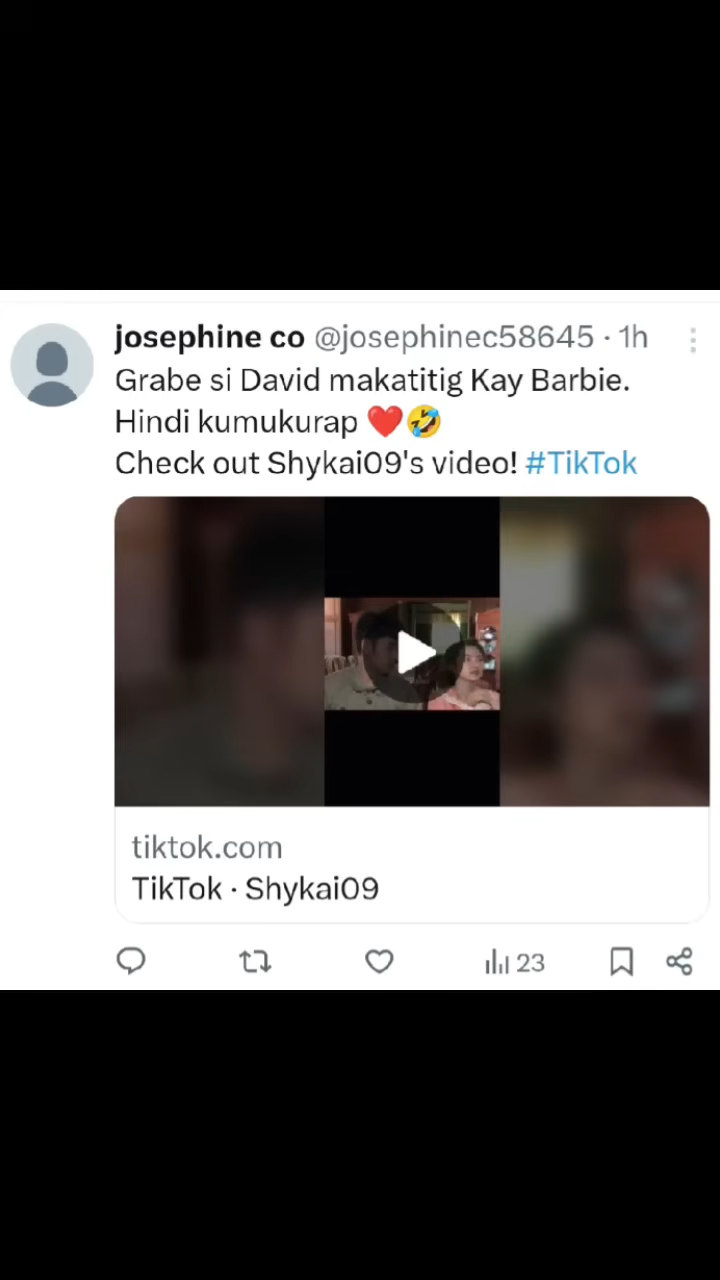 josephine co @josephinec58645 · 1h
Grabe si David makatitig Kay Barbie.
Hindi kumukurap ❤️🤣
Check out Shykai09's video! #TikTok
tiktok.com
TikTok · Shykai09
23